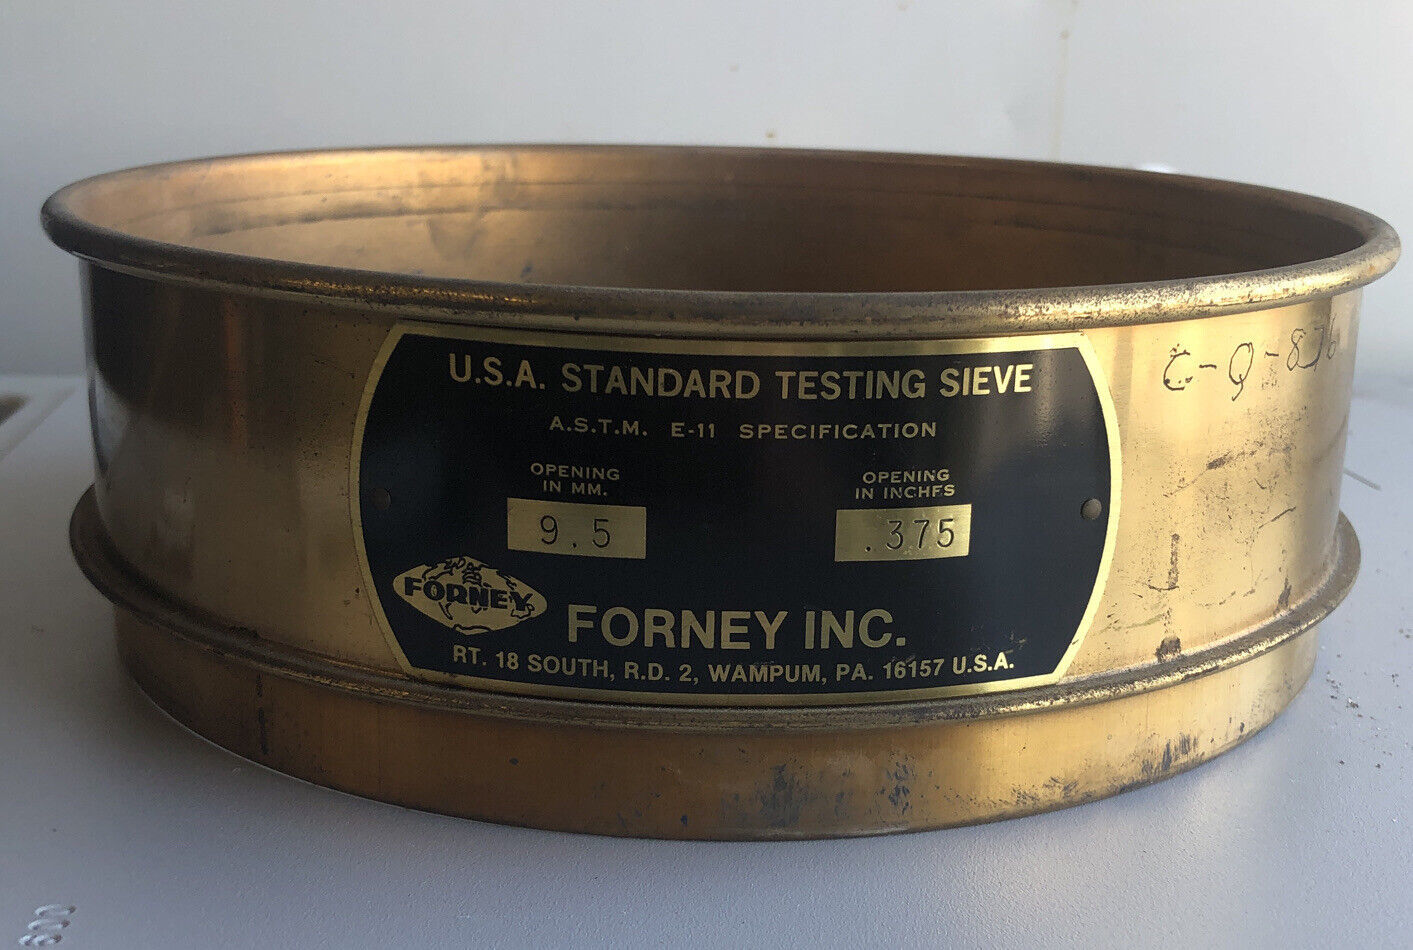 U.S.A. STANDARD TESTING SIEVE
A.S.T.M. E-11 SPECIFICATION
OPENING
IN MM.
9.5
OPENING
IN INCHES
.375
FORNEY
FORNEY INC.
RT. 18 SOUTH, R.D. 2, WAMPUM, PA. 16157 U.S.A.